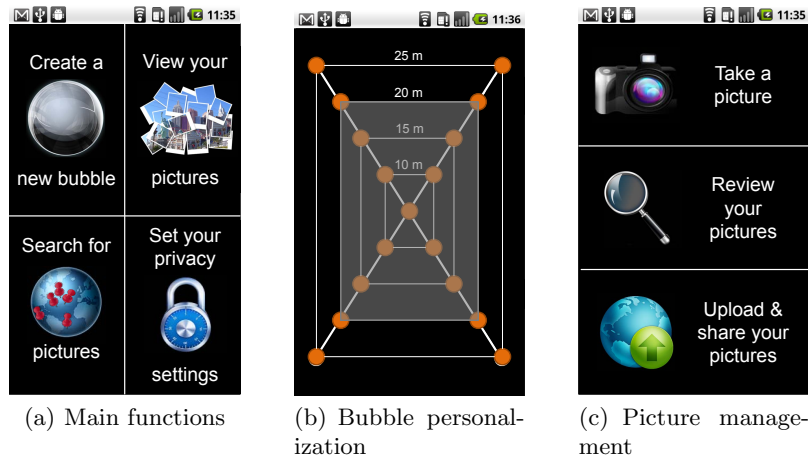 11:35
Create a
new bubble
View your
pictures
Search for
pictures
Set your
privacy
settings
(a) Main functions
11:36
25 m
20 m
15 m
10 m
(b) Bubble personal-
ization
11:35
Take a
picture
Review
your
pictures
Upload &
share your
pictures
(c) Picture manage-
ment